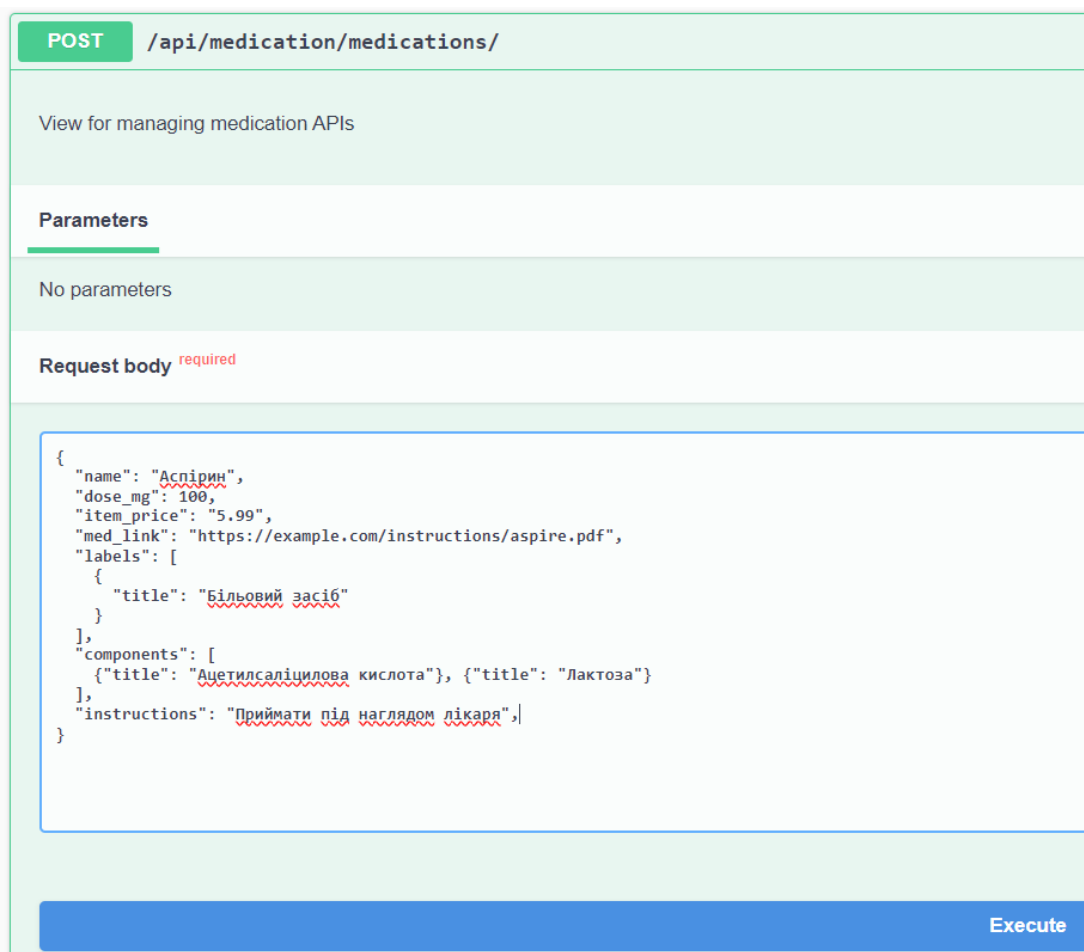 POST /api/medication/medications/
View for managing medication APIs
Parameters
No parameters
Request body required
{
"name": "Аспірин",
"dose_mg": 100,
"item_price": "5.99",
"med_link": "https://example.com/instructions/aspire.pdf",
"labels": [
{
"title": "Більовий засіб"
}
],
"components": [
{"title": "Ацетилсаліцилова кислота"}, {"title": "Лактоза"}
],
"instructions": "Приймати під наглядом лікаря",
}
Execute